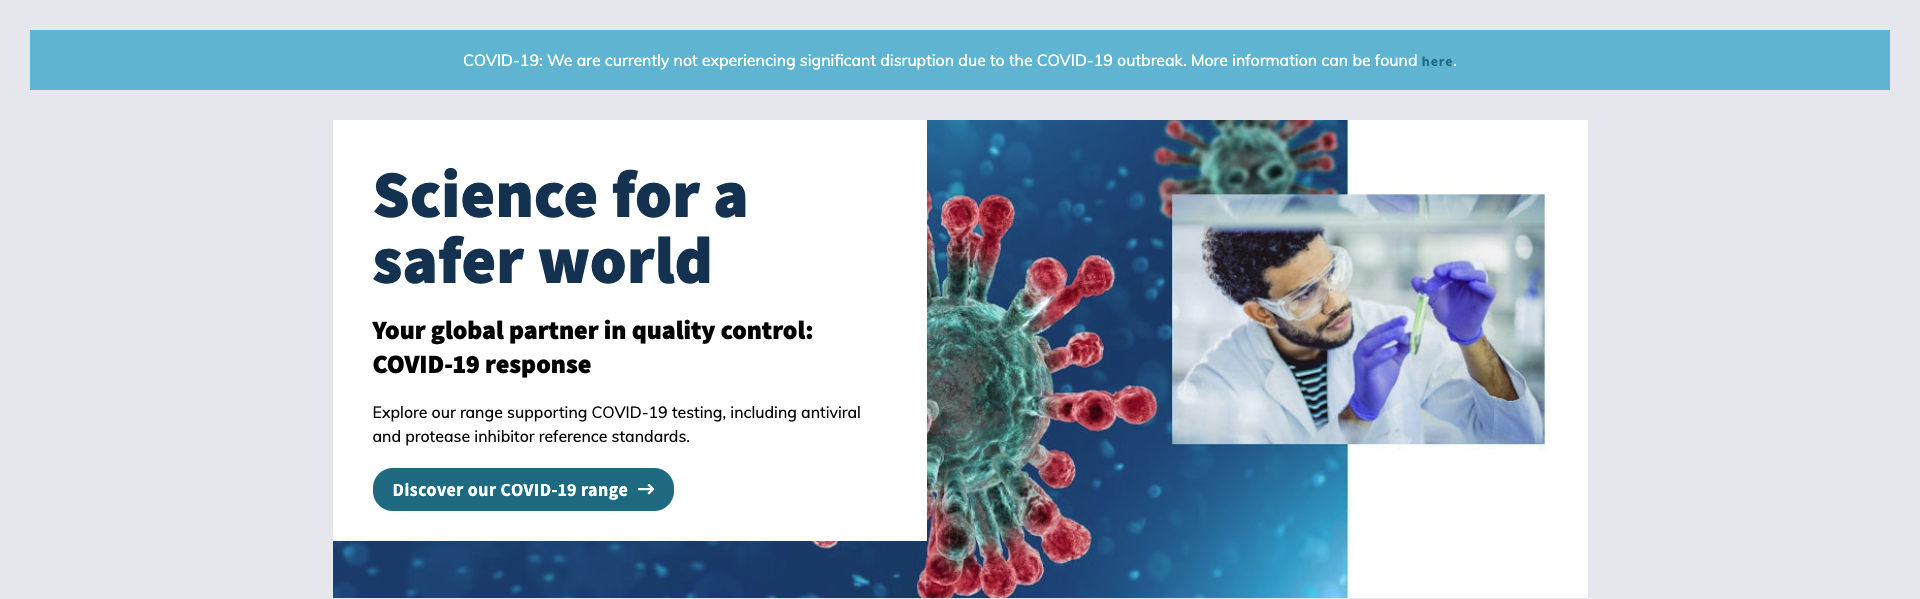 COVID-19: We are currently not experiencing significant disruption due to the COVID-19 outbreak. More information can be found here.
Science for a
safer world
Your global partner in quality control:
COVID-19 response
Explore our range supporting COVID-19 testing, including antiviral
and protease inhibitor reference standards.
Discover our COVID-19 range →